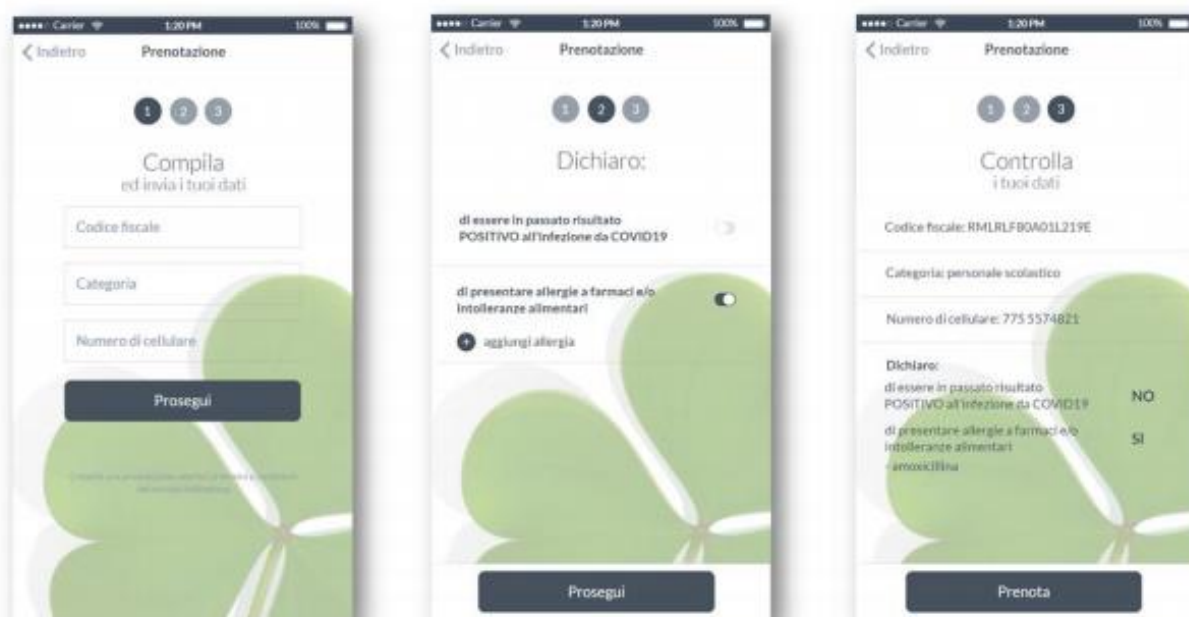 Carrier 1:20 PM 100%
Indietro Prenotazione
1 2 3
Compila
ed invia i tuoi dati
Codice fiscale
Categoria
Numero di cellulare
Prosegui
Carrier 1:20 PM 100%
Indietro Prenotazione
1 2 3
Dichiaro:
di essere in passato risultato
POSITIVO all'infezione da COVID19
di presentare allergie a farmaci e/o
intolleranze alimentari
+ aggiungi allergia
Prosegui
Carrier 1:20 PM 100%
Indietro Prenotazione
1 2 3
Controlla
i tuoi dati
Codice fiscale: RMLRLF80A01L219E
Categoria: personale scolastico
Numero di cellulare: 775 5574821
Dichiaro:
di essere in passato risultato
POSITIVO all'infezione da COVID19 NO
di presentare allergie a farmaci e/o
intolleranze alimentari SI
- amoxicillina
Prenota